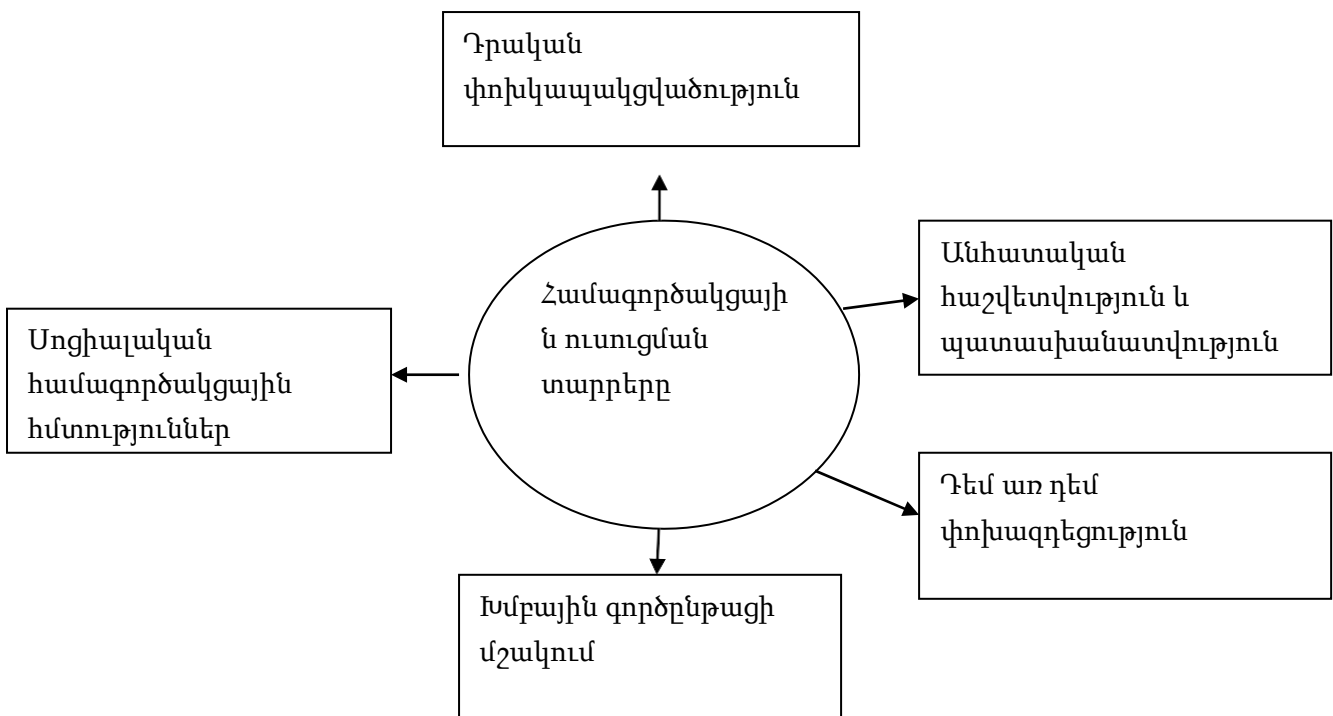 Դրական
փոխկապակցվածություն
Համագործակցայի
ն ուսուցման
տարրերը
Անհատական
հաշվետվություն և
պատասխանատվություն
Սոցիալական
համագործակցային
հմտություններ
Դեմ առ դեմ
փոխազդեցություն
Խմբային գործընթացի
մշակում